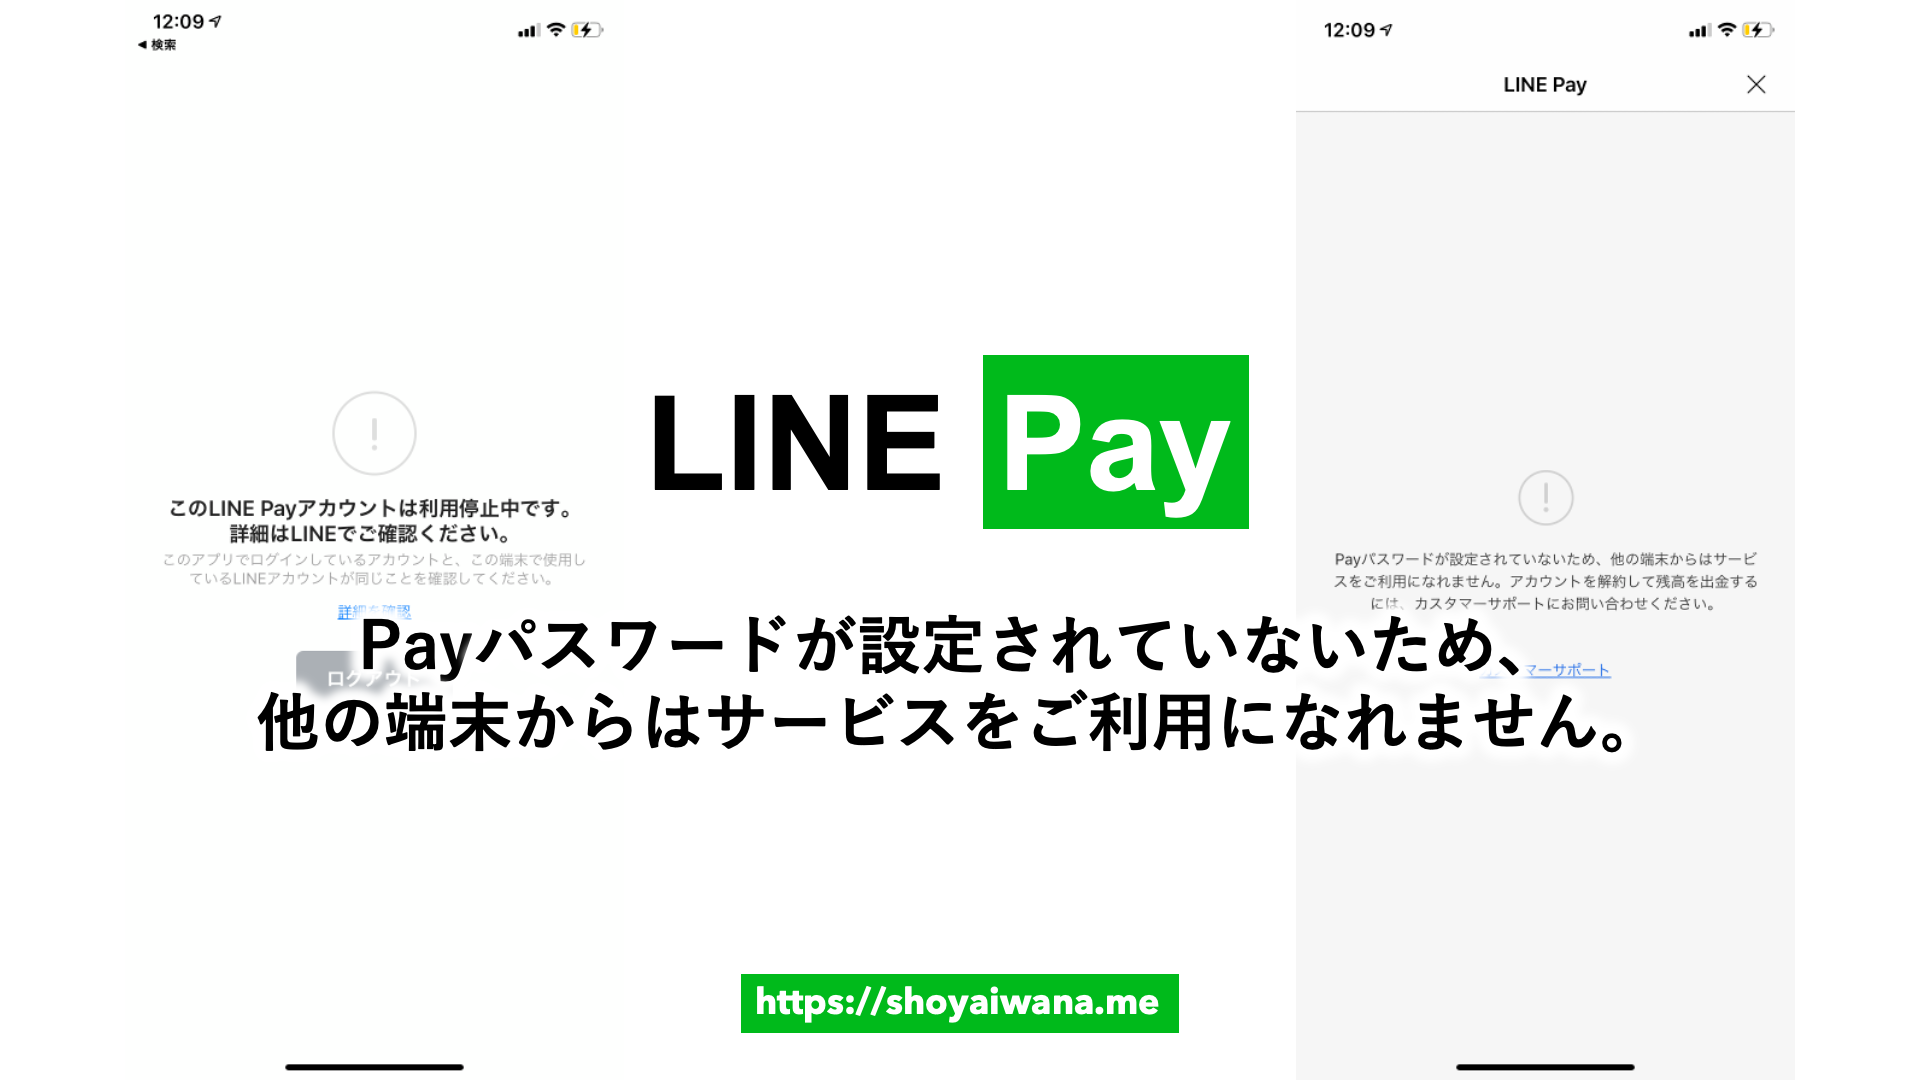 12:09
◀ 検索
このLINE Payアカウントは利用停止中です。
詳細はLINEでご確認ください。
このアプリでログインしているアカウントと、この端末で使用し
ているLINEアカウントが同じことを確認してください。
詳細を確認
ログアウト
LINE Pay
Payパスワードが設定されていないため、
他の端末からはサービスをご利用になれません。
https://shoyaiwana.me
12:09
LINE Pay
Payパスワードが設定されていないため、他の端末からはサービ
スをご利用になれません。アカウントを解約して残高を出金する
には、カスタマーサポートにお問い合わせください。
マーサポート